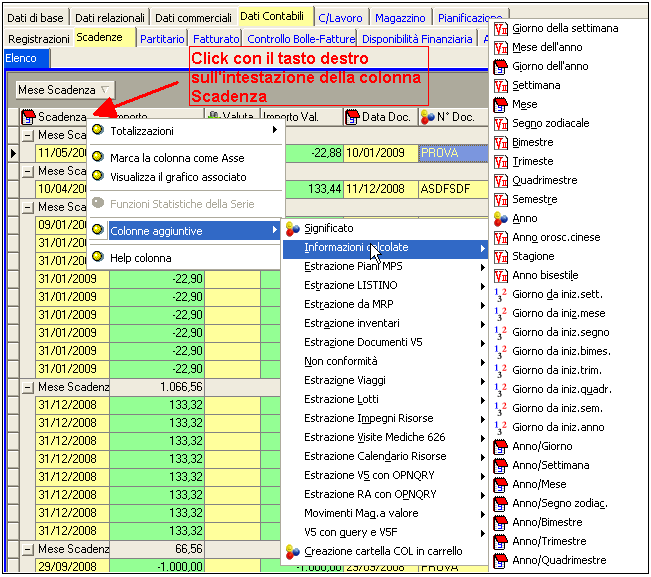 Dati di base Dati relazionali Dati commerciali Dati Contabili C/Lavoro Magazzino Pianificazione
Registrazioni Scadenze Partitario Fatturato Controllo Bolle-Fatture Disponibilità Finanziaria A
Elenco
Click con il tasto destro
sull'intestazione della colonna
Scadenza
Mese Scadenza
Scadenza Importo Valuta Importo Val. Data Doc. N° Doc.
Mese Sca
11/05/200 -22,88 10/01/2009 PROVA
Mese Sca
10/04/200 133,44 11/12/2008 ASDFSDF
Mese Sca
09/01/200
31/01/200
31/01/200
31/01/2009 -22,90
31/01/2009 -22,90
31/01/2009 -22,90
31/01/2009 -22,90
31/01/2009 -22,90
31/01/2009 -22,90
Mese Scadenz 1.066,56
31/12/2008 133,32
31/12/2008 133,32
31/12/2008 133,32
31/12/2008 133,32
31/12/2008 133,32
31/12/2008 133,32
31/12/2008 133,32
31/12/2008 133,32
Mese Scadenz 66,56
29/09/2008 -1.000,00 29/09/2008 PROVA
Totalizzazioni
Marca la colonna come Asse
Visualizza il grafico associato
Funzioni Statistiche della Serie
Colonne aggiuntive
Help colonna
Significato
Informazioni calcolate
Estrazione Piani MPS
Estrazione LISTINO
Estrazione da MRP
Estrazione inventari
Estrazione Documenti V5
Non conformità
Estrazione Viaggi
Estrazione Lotti
Estrazione Impegni Risorse
Estrazione Visite Mediche 626
Estrazione Calendario Risorse
Estrazione V5 con OPNQRY
Estrazione RA con OPNQRY
Movimenti Mag.a valore
V5 con query e V5F
Creazione cartella COL in carrello
Giorno della settimana
Mese dell'anno
Giorno dell'anno
Settimana
Mese
Segno zodiacale
Bimestre
Trimeste
Quadrimestre
Semestre
Anno
Anno orosc.cinese
Stagione
Anno bisestile
Giorno da iniz.sett.
Giorno da iniz.mese
Giorno da iniz.segno
Giorno da iniz.bimes.
Giorno da iniz.trim.
Giorno da iniz.quadr.
Giorno da iniz.sem.
Giorno da iniz.anno
Anno/Giorno
Anno/Settimana
Anno/Mese
Anno/Segno zodiac.
Anno/Bimestre
Anno/Trimestre
Anno/Quadrimestre